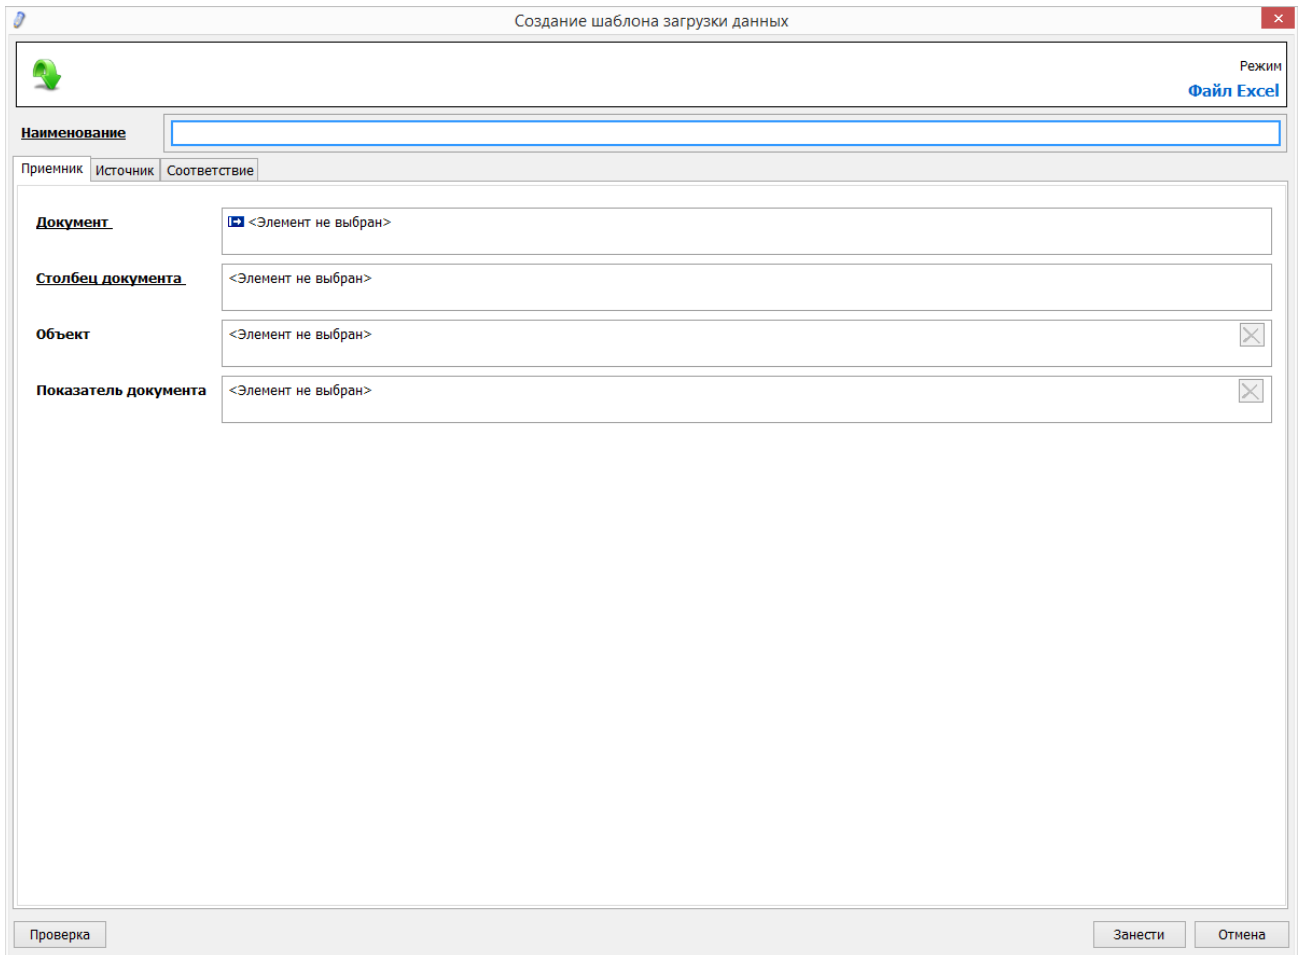 Создание шаблона загрузки данных
Режим
Файл Excel
Наименование
Приемник Источник Соответствие
Документ <Элемент не выбран>
Столбец документа <Элемент не выбран>
Объект <Элемент не выбран>
Показатель документа <Элемент не выбран>
Проверка Занести Отмена